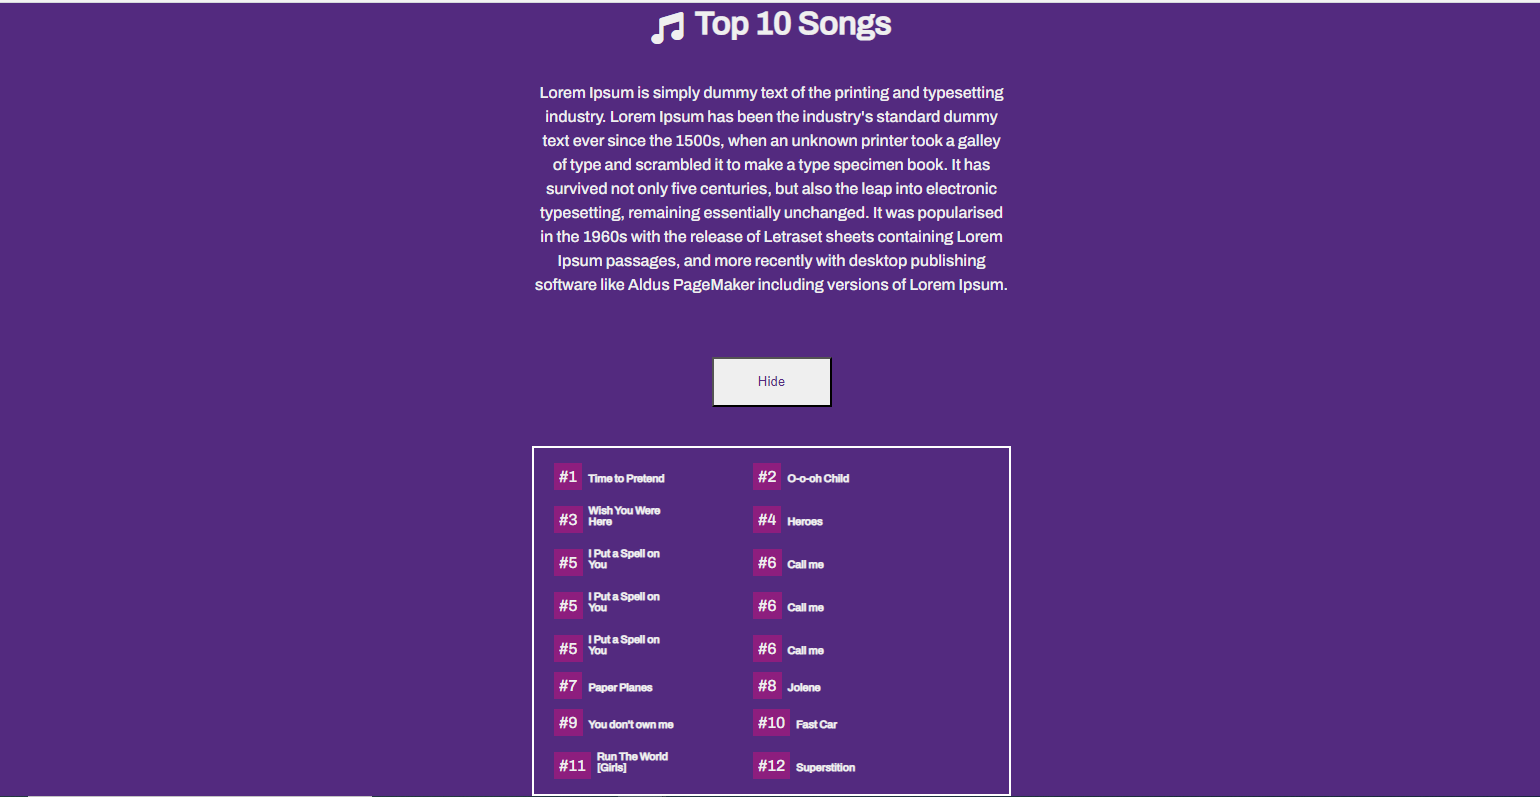 Top 10 Songs
Lorem Ipsum is simply dummy text of the printing and typesetting
industry. Lorem Ipsum has been the industry's standard dummy
text ever since the 1500s, when an unknown printer took a galley
of type and scrambled it to make a type specimen book. It has
survived not only five centuries, but also the leap into electronic
typesetting, remaining essentially unchanged. It was popularised
in the 1960s with the release of Letraset sheets containing Lorem
Ipsum passages, and more recently with desktop publishing
software like Aldus PageMaker including versions of Lorem Ipsum.
Hide
#1 Time to Pretend
#2 O-o-oh Child
#3 Wish You Were
Here
#4 Heroes
#5 I Put a Spell on
You
#6 Call me
#5 I Put a Spell on
You
#6 Call me
#5 I Put a Spell on
You
#6 Call me
#7 Paper Planes
#8 Jolene
#9 You don't own me
#10 Fast Car
#11 Run The World
[Girls]
#12 Superstition